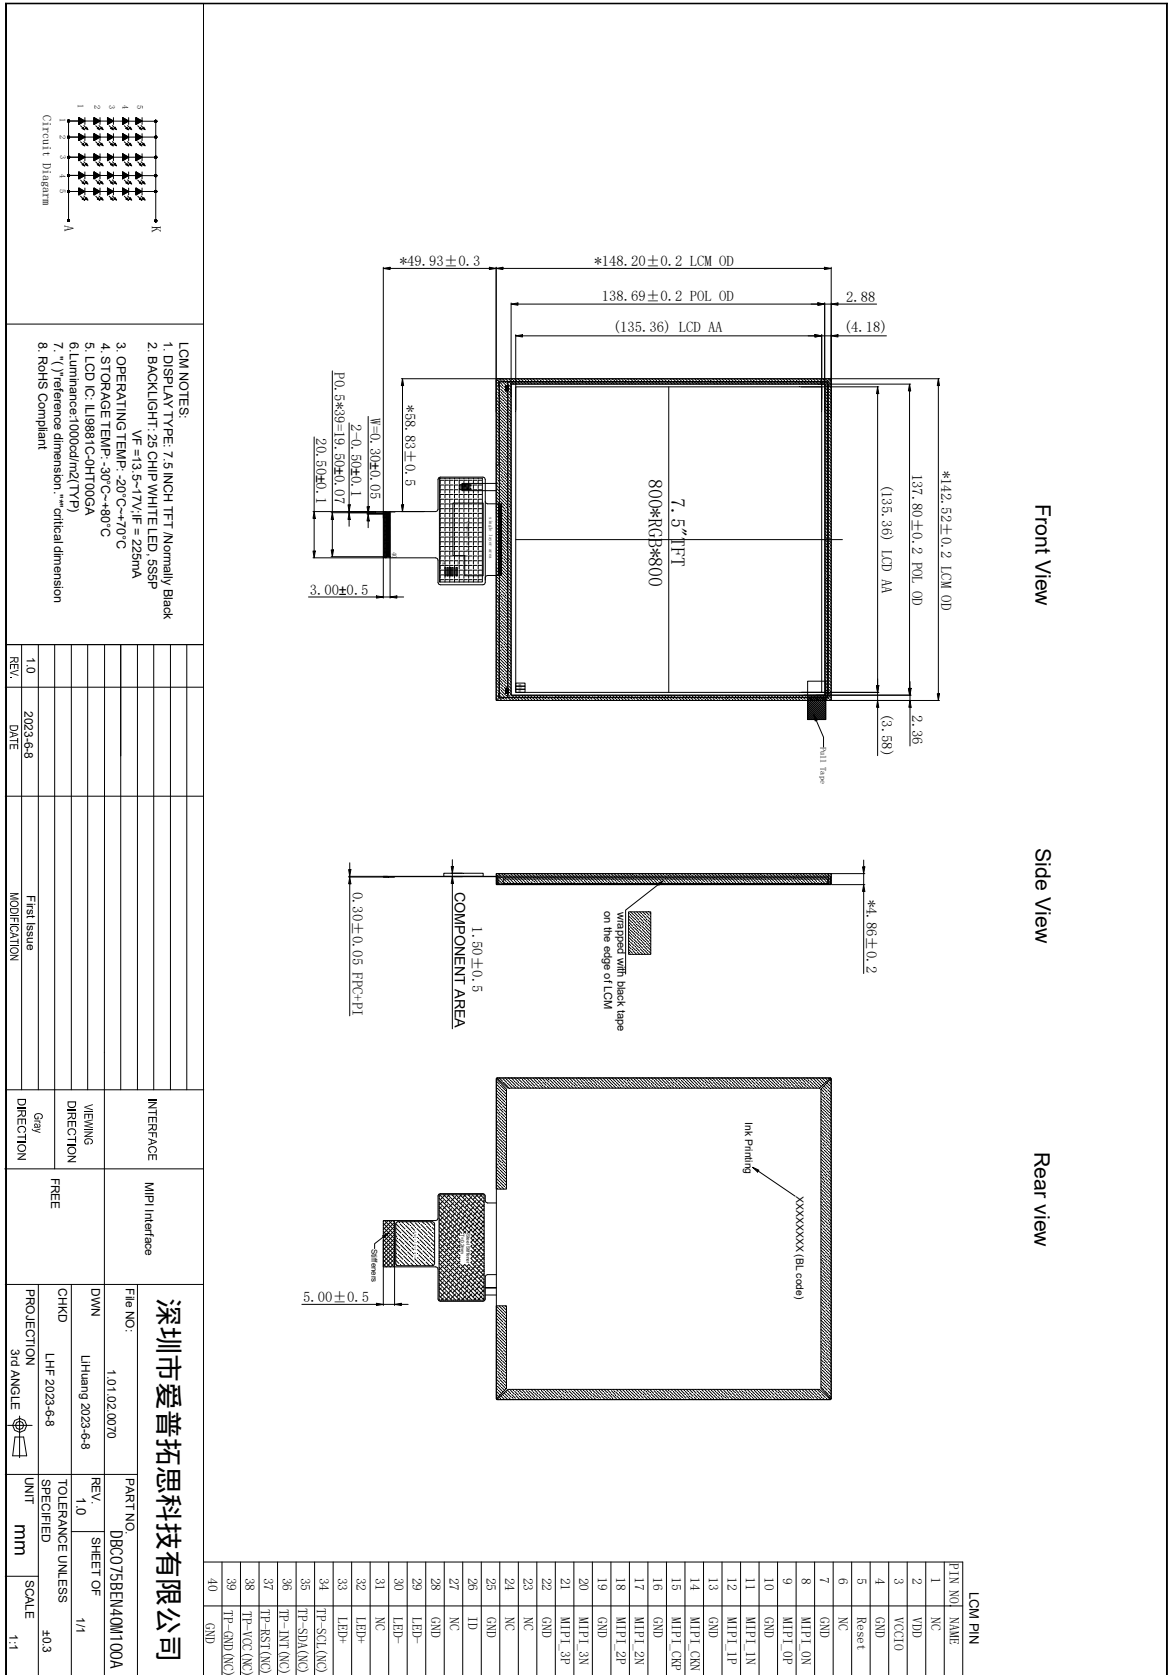 Front View
Side View
Rear view
*142.52±0.2 LCM OD
137.80±0.2 POL OD
2.36
(135.36) LCD AA
(3.58)
*148.20±0.2 LCM OD
*49.93±0.3
138.69±0.2 POL OD
2.88
(135.36) LCD AA
(4.18)
7.5"TFT
800*RGB*800
Pull Tape
*58.83±0.5
W=0.30±0.05
2-0.50±0.1
P0.5*39=19.50±0.07
20.50±0.1
3.00±0.5
*4.86±0.2
wrapped with black tape
on the edge of LCM
1.50±0.5
COMPONENT AREA
0.30±0.05 FPC+PI
XXXXXXXX(BL code)
Ink Printing
Stiffeners
5.00±0.5
LCM PIN
PIN NO. NAME
1 NC
2 VDD
3 VCCIO
4 GND
5 Reset
6 NC
7 GND
8 MIPI_0N
9 MIPI_0P
10 GND
11 MIPI_1N
12 MIPI_1P
13 GND
14 MIPI_CKN
15 MIPI_CKP
16 GND
17 MIPI_2N
18 MIPI_2P
19 GND
20 MIPI_3N
21 MIPI_3P
22 GND
23 NC
24 NC
25 GND
26 ID
27 NC
28 GND
29 LED-
30 LED-
31 NC
32 LED+
33 LED+
34 TP-SCL(NC)
35 TP-SDA(NC)
36 TP-INT(NC)
37 TP-RST(NC)
38 TP-VCC(NC)
39 TP-GND(NC)
40 GND
K
5
4
3
2
1
1 2 3 4 5
A
Circuit Diagarm
LCM NOTES:
1. DISPLAY TYPE: 7.5 INCH TFT /Normally Black
2. BACKLIGHT: 25 CHIP WHITE LED, 5S5P
VF =13.5~17V;IF = 225mA
3. OPERATING TEMP: -20°C~+70°C
4. STORAGE TEMP: -30°C~+80°C
5. LCD IC: ILI9881C-0HT00GA
6.Luminance:1000cd/m2(TYP)
7. "( )"reference dimension. "*"critical dimension
8. RoHS Compliant
1.0 2023-6-8 First Issue
REV. DATE MODIFICATION
INTERFACE MIPI Interface
VIEWING
DIRECTION
FREE
Gray
DIRECTION
深圳市爱普拓思科技有限公司
File NO: 1.01.02.0070
PART NO. DBC075BEN40M100A
DWN LiHuang 2023-6-8
REV. 1.0
SHEET OF 1/1
CHKD LHF 2023-6-8
TOLERANCE UNLESS
SPECIFIED ±0.3
PROJECTION
3rd ANGLE
UNIT mm
SCALE 1:1